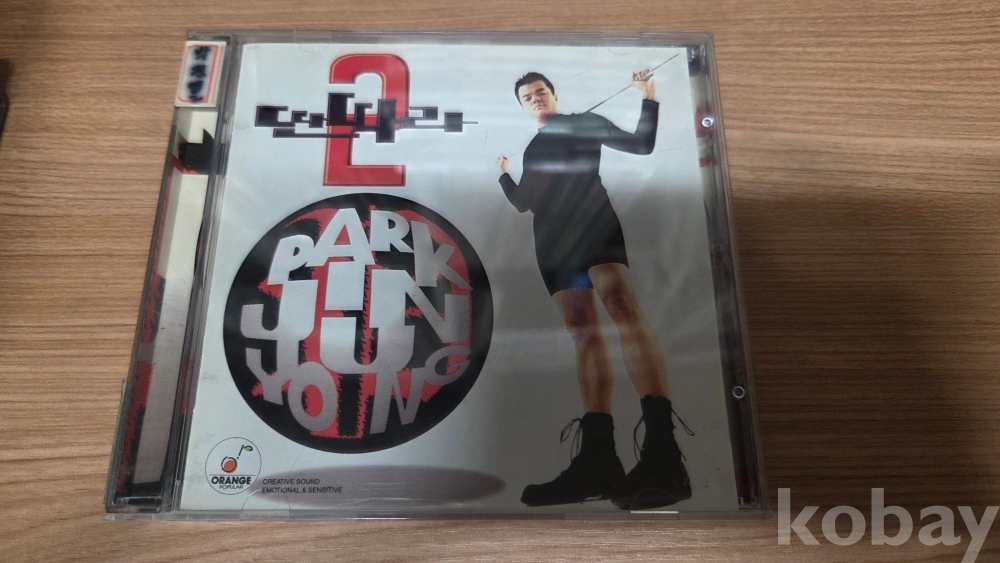 2
PARK
JIN
YOUNG
ORANGE
POPULAR
CREATIVE SOUND
EMOTIONAL & SENSITIVE
kobay